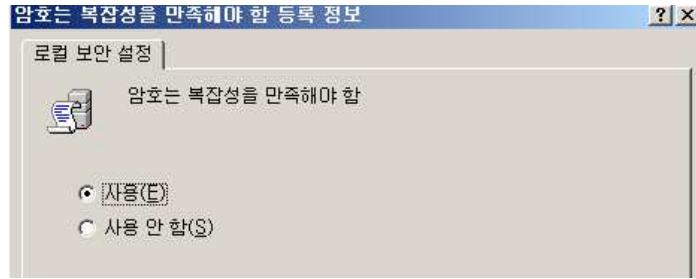 암호는 복잡성을 만족해야 함 등록 정보
로컬 보안 설정
암호는 복잡성을 만족해야 함
사용(E)
사용 안 함(S)